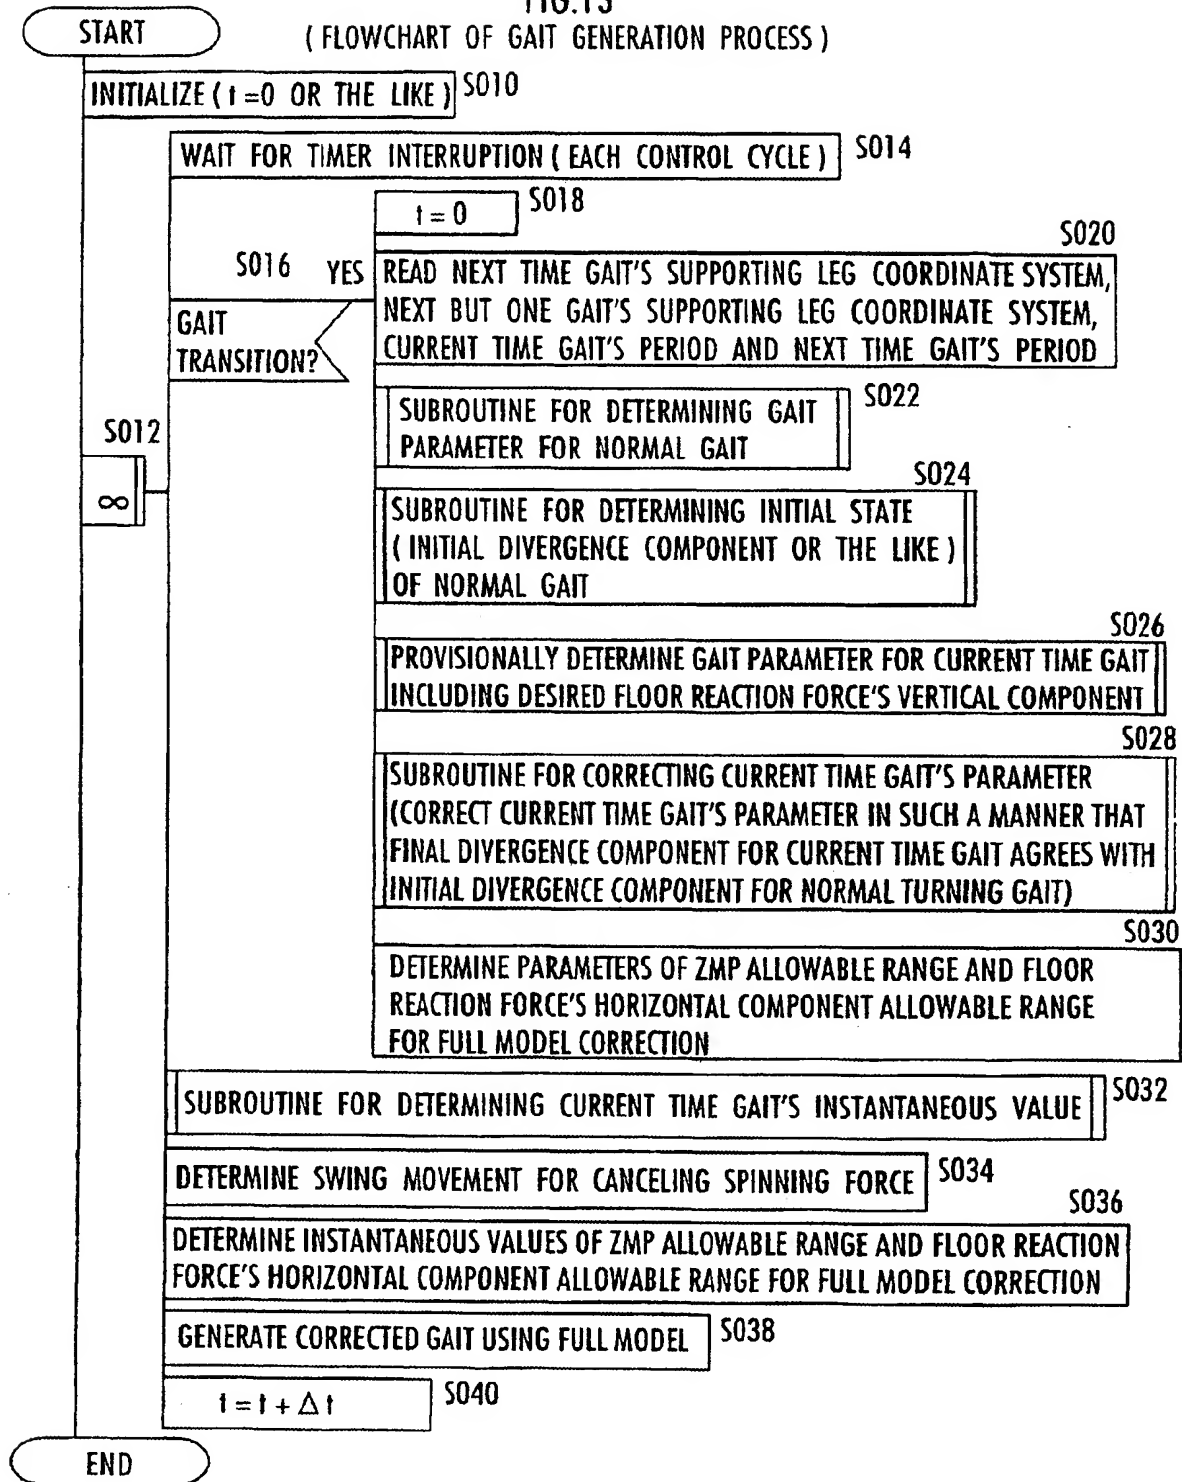 FIG.13
START
( FLOWCHART OF GAIT GENERATION PROCESS )
INITIALIZE ( t =0 OR THE LIKE ) S010
WAIT FOR TIMER INTERRUPTION ( EACH CONTROL CYCLE ) S014
t = 0 S018
S020
S016 YES
READ NEXT TIME GAIT'S SUPPORTING LEG COORDINATE SYSTEM,
NEXT BUT ONE GAIT'S SUPPORTING LEG COORDINATE SYSTEM,
CURRENT TIME GAIT'S PERIOD AND NEXT TIME GAIT'S PERIOD
GAIT
TRANSITION?
SUBROUTINE FOR DETERMINING GAIT
PARAMETER FOR NORMAL GAIT
S022
S012
∞
S024
SUBROUTINE FOR DETERMINING INITIAL STATE
( INITIAL DIVERGENCE COMPONENT OR THE LIKE )
OF NORMAL GAIT
S026
PROVISIONALLY DETERMINE GAIT PARAMETER FOR CURRENT TIME GAIT
INCLUDING DESIRED FLOOR REACTION FORCE'S VERTICAL COMPONENT
S028
SUBROUTINE FOR CORRECTING CURRENT TIME GAIT'S PARAMETER
(CORRECT CURRENT TIME GAIT'S PARAMETER IN SUCH A MANNER THAT
FINAL DIVERGENCE COMPONENT FOR CURRENT TIME GAIT AGREES WITH
INITIAL DIVERGENCE COMPONENT FOR NORMAL TURNING GAIT)
S030
DETERMINE PARAMETERS OF ZMP ALLOWABLE RANGE AND FLOOR
REACTION FORCE'S HORIZONTAL COMPONENT ALLOWABLE RANGE
FOR FULL MODEL CORRECTION
SUBROUTINE FOR DETERMINING CURRENT TIME GAIT'S INSTANTANEOUS VALUE S032
DETERMINE SWING MOVEMENT FOR CANCELING SPINNING FORCE S034
S036
DETERMINE INSTANTANEOUS VALUES OF ZMP ALLOWABLE RANGE AND FLOOR REACTION
FORCE'S HORIZONTAL COMPONENT ALLOWABLE RANGE FOR FULL MODEL CORRECTION
GENERATE CORRECTED GAIT USING FULL MODEL S038
t = t + Δ t S040
END